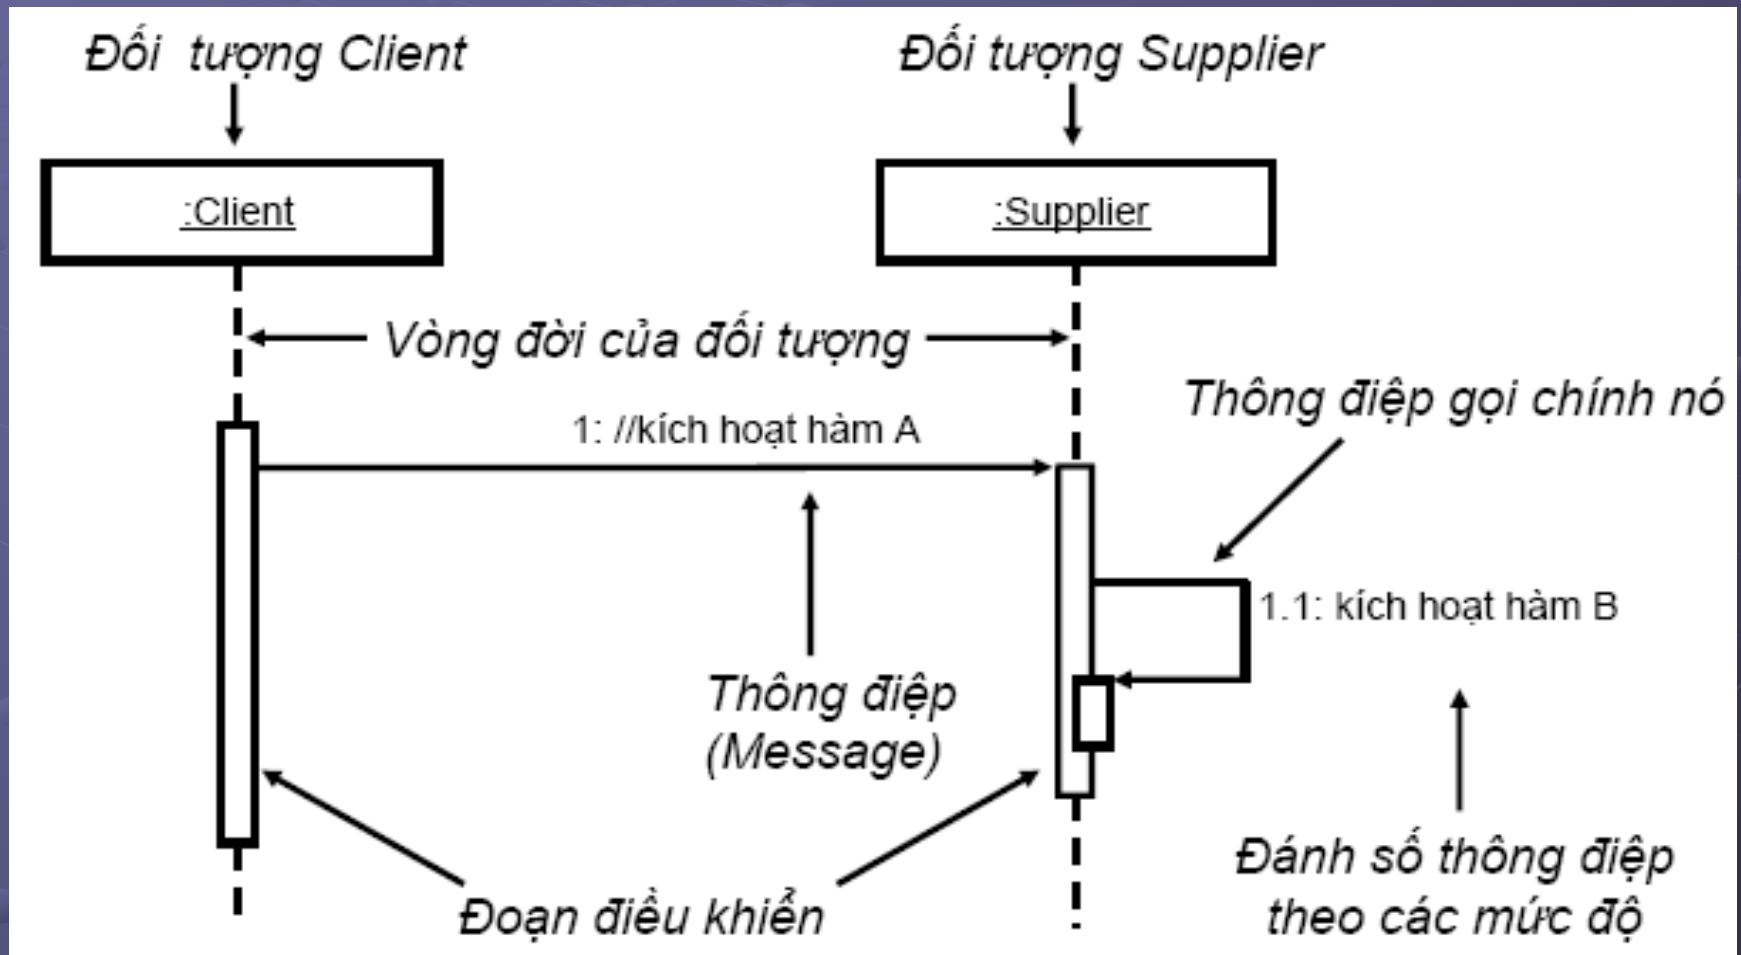 Đối tượng Client
Đối tượng Supplier
:Client
:Supplier
Vòng đời của đối tượng
Thông điệp gọi chính nó
1: //kích hoạt hàm A
1.1: kích hoạt hàm B
Thông điệp
(Message)
Đánh số thông điệp
theo các mức độ
Đoạn điều khiển